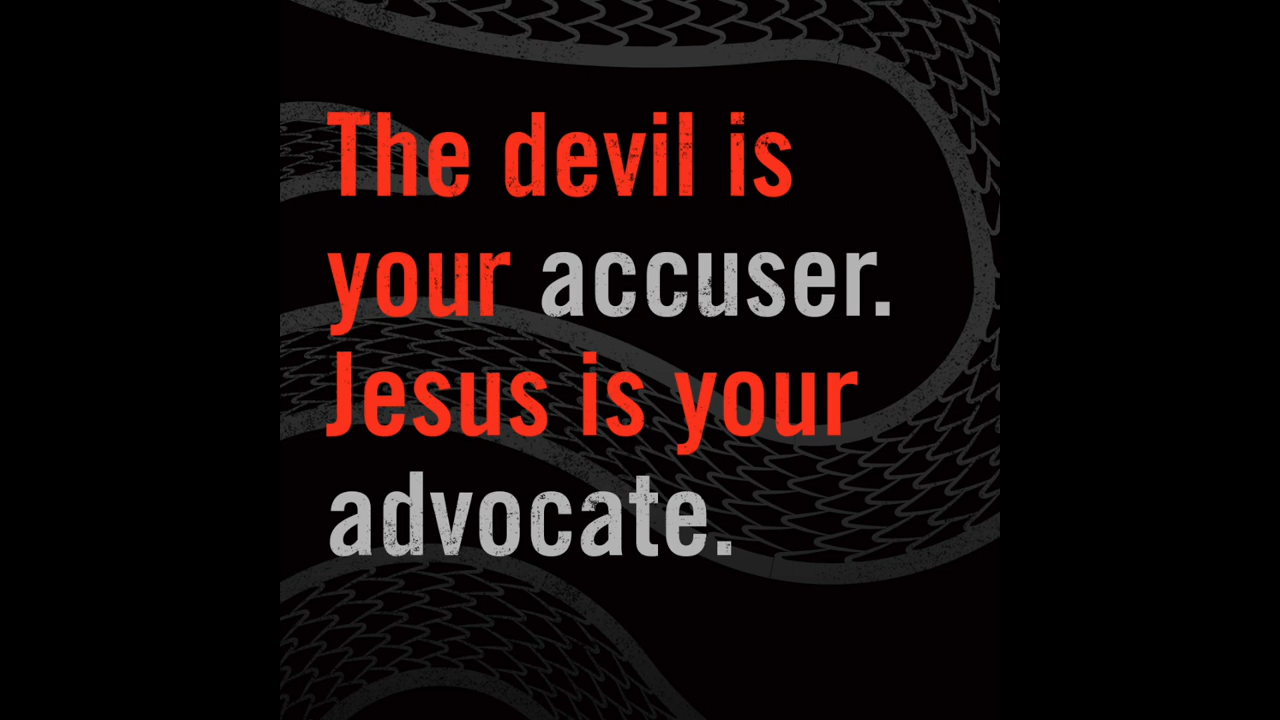 The devil is
your accuser.
Jesus is your
advocate.